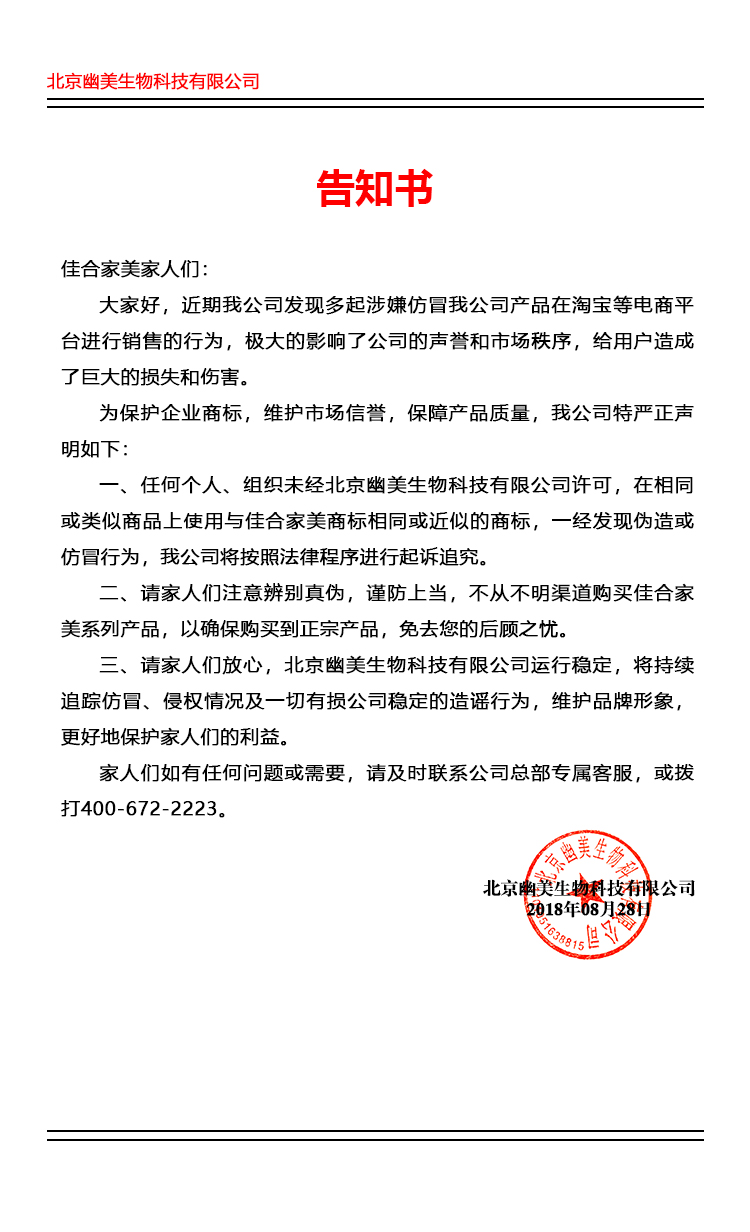 北京幽美生物科技有限公司
告知书
佳合家美家人们：
大家好，近期我公司发现多起涉嫌仿冒我公司产品在淘宝等电商平
台进行销售的行为，极大的影响了公司的声誉和市场秩序，给用户造成
了巨大的损失和伤害。
为保护企业商标，维护市场信誉，保障产品质量，我公司特严正声
明如下：
一、任何个人、组织未经北京幽美生物科技有限公司许可，在相同
或类似商品上使用与佳合家美商标相同或近似的商标，一经发现伪造或
仿冒行为，我公司将按照法律程序进行起诉追究。
二、请家人们注意辨别真伪，谨防上当，不从不明渠道购买佳合家
美系列产品，以确保购买到正宗产品，免去您的后顾之忧。
三、请家人们放心，北京幽美生物科技有限公司运行稳定，将持续
追踪仿冒、侵权情况及一切有损公司稳定的造谣行为，维护品牌形象，
更好地保护家人们的利益。
家人们如有任何问题或需要，请及时联系公司总部专属客服，或拨
打400-672-2223。
北京幽美生物科技有限公司
2018年08月28日
北京幽美生物科技有限公司